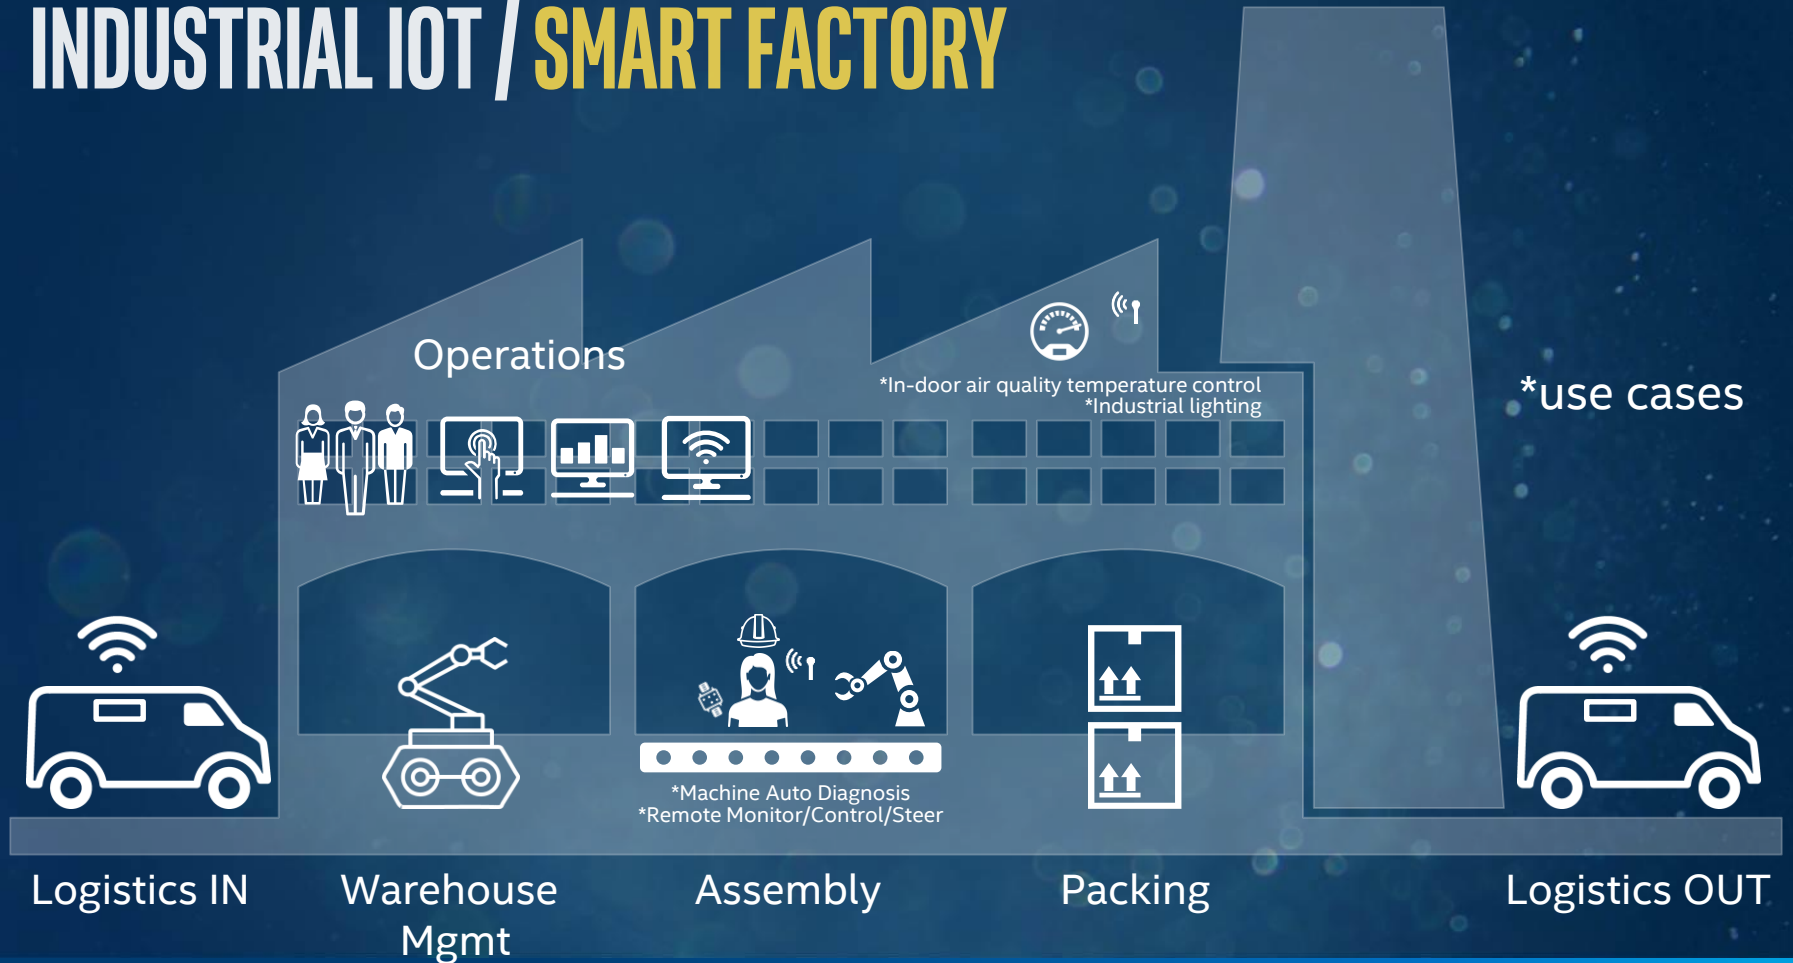 INDUSTRIAL IOT / SMART FACTORY
Operations
*In-door air quality temperature control
*Industrial lighting
*use cases
*Machine Auto Diagnosis
*Remote Monitor/Control/Steer
Logistics IN
Warehouse
Mgmt
Assembly
Packing
Logistics OUT